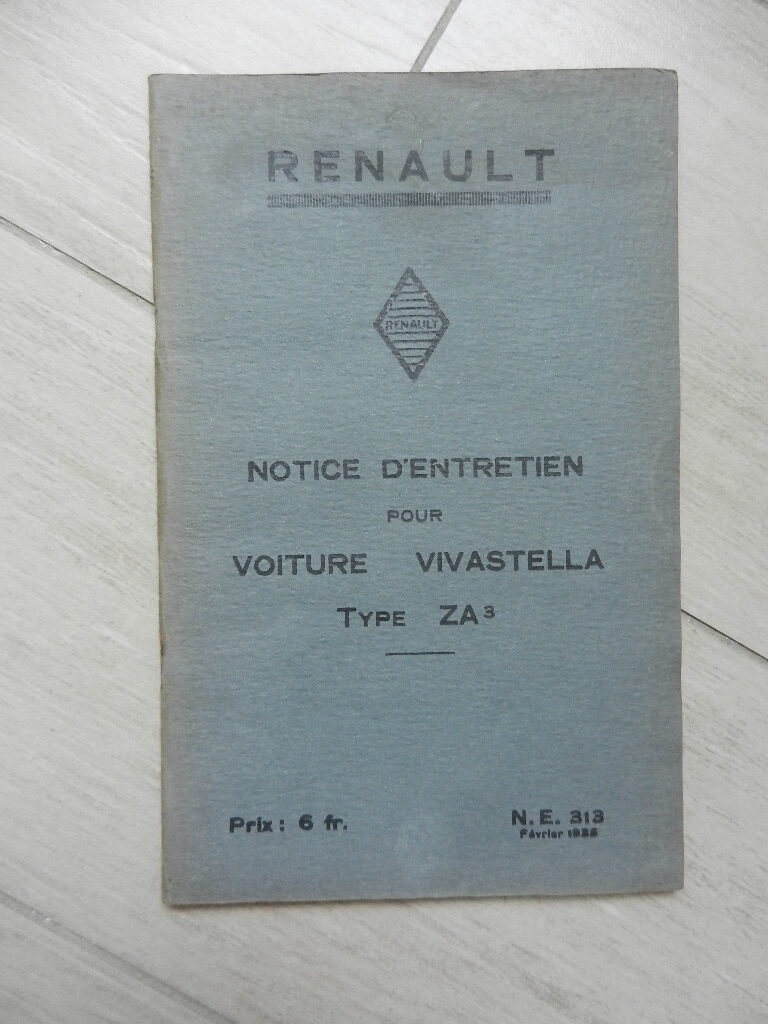 RENAULT
RENAULT
NOTICE D'ENTRETIEN
POUR
VOITURE VIVASTELLA
TYPE ZA³
Prix : 6 fr.
N. E. 313
Février